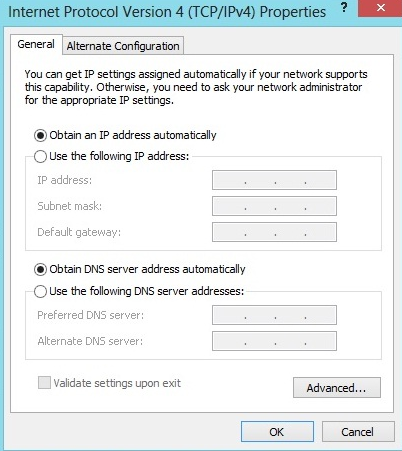 Internet Protocol Version 4 (TCP/IPv4) Properties ?
General Alternate Configuration
You can get IP settings assigned automatically if your network supports
this capability. Otherwise, you need to ask your network administrator
for the appropriate IP settings.
Obtain an IP address automatically
Use the following IP address:
IP address: . . .
Subnet mask: . . .
Default gateway: . . .
Obtain DNS server address automatically
Use the following DNS server addresses:
Preferred DNS server: . . .
Alternate DNS server: . . .
Validate settings upon exit
Advanced...
OK Cancel